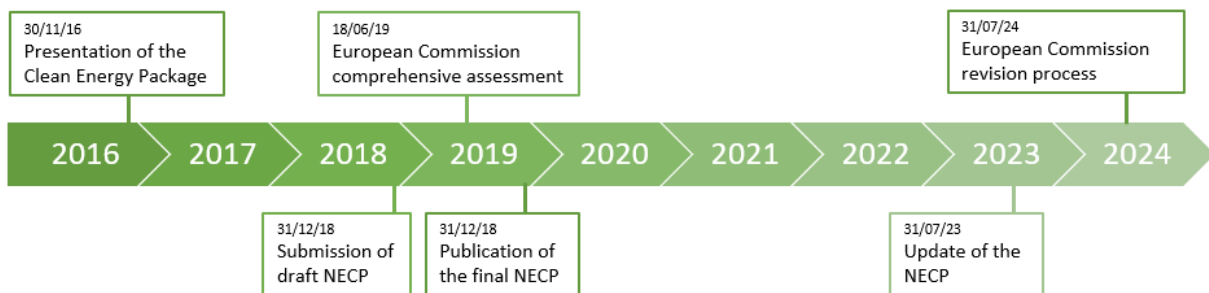 30/11/16
Presentation of the
Clean Energy Package
18/06/19
European Commission
comprehensive assessment
31/07/24
European Commission
revision process
2016
2017
2018
2019
2020
2021
2022
2023
2024
31/12/18
Submission of
draft NECP
31/12/18
Publication of
the final NECP
31/07/23
Update of the
NECP